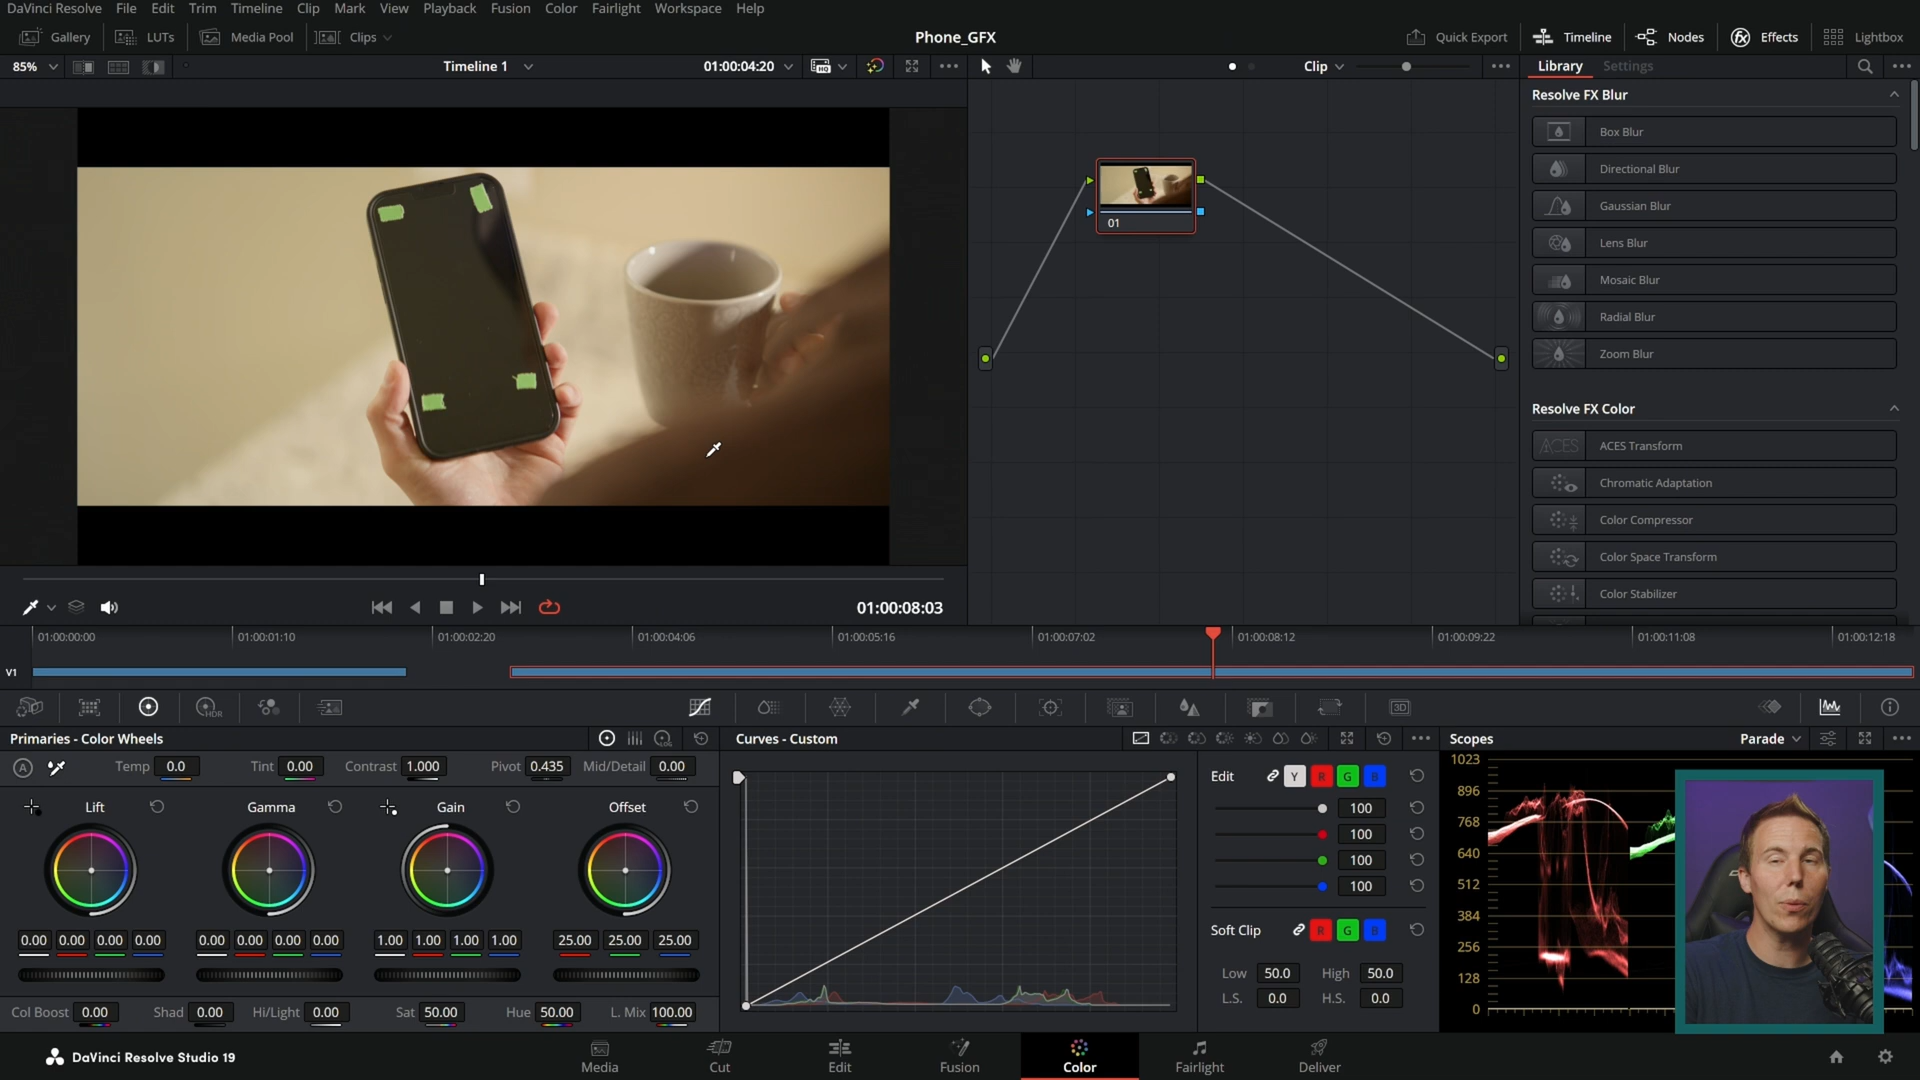 DaVinci Resolve File Edit Trim Timeline Clip Mark View Playback Fusion Color Fairlight Workspace Help
Gallery LUTs Media Pool Clips Phone_GFX Quick Export Timeline Nodes Effects Lightbox
85% Timeline 1 01:00:04:20 Clip Library Settings
Resolve FX Blur
Box Blur
Directional Blur
Gaussian Blur
01
Lens Blur
Mosaic Blur
Radial Blur
Zoom Blur
Resolve FX Color
ACES ACES Transform
Chromatic Adaptation
Color Compressor
Color Space Transform
Color Stabilizer
01:00:08:03
01:00:00:00 01:00:01:10 01:00:02:20 01:00:04:06 01:00:05:16 01:00:07:02 01:00:08:12 01:00:09:22 01:00:11:08 01:00:12:18
V1
HDR 3D
Primaries - Color Wheels Curves - Custom Scopes Parade
LOG
A Temp 0.0 Tint 0.00 Contrast 1.000 Pivot 0.435 Mid/Detail 0.00
Lift Gamma Gain Offset
0.00 0.00 0.00 0.00 0.00 0.00 0.00 0.00 1.00 1.00 1.00 1.00 25.00 25.00 25.00
Col Boost 0.00 Shad 0.00 Hi/Light 0.00 Sat 50.00 Hue 50.00 L. Mix 100.00
Edit Y R G B
100
100
100
100
Soft Clip R G B
Low 50.0 High 50.0
L.S. 0.0 H.S. 0.0
1023
896
768
640
512
384
256
128
0
DaVinci Resolve Studio 19 Media Cut Edit Fusion Color Fairlight Deliver